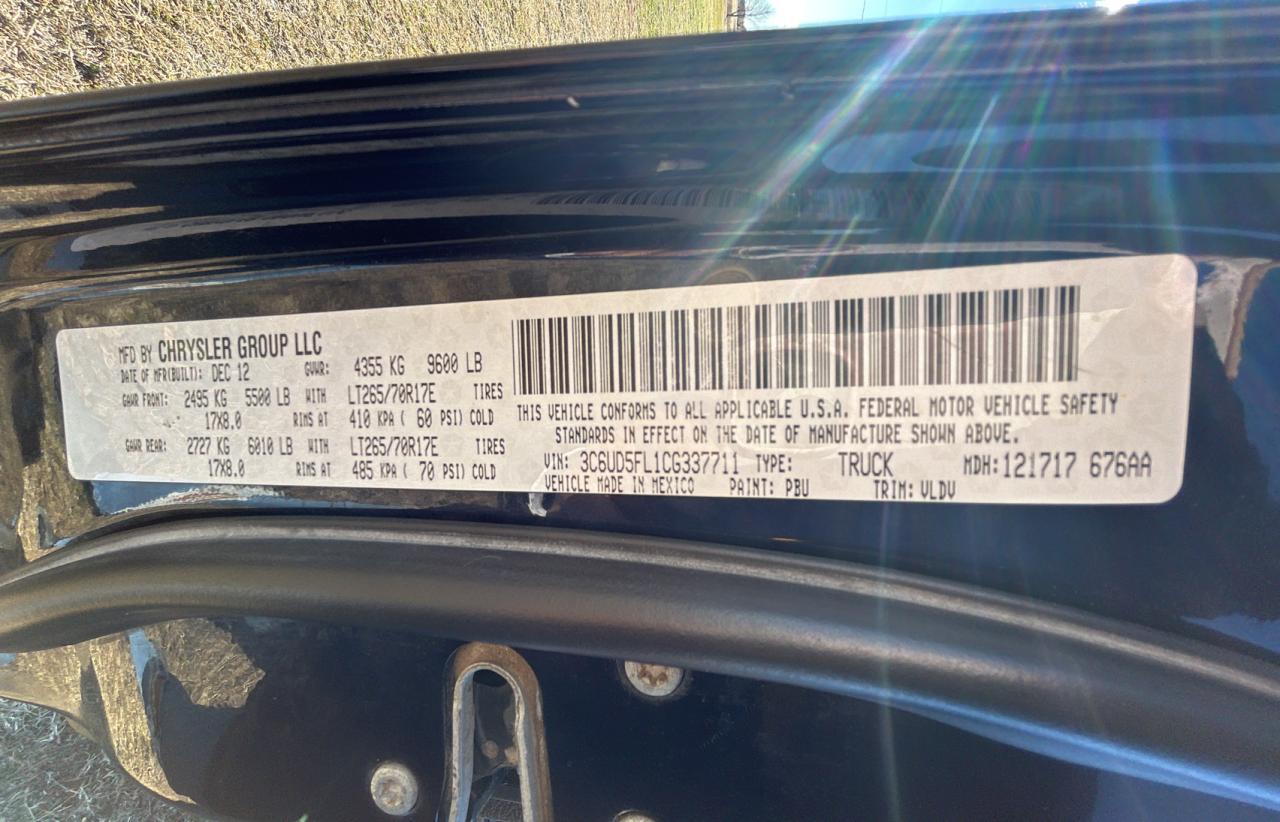 MFD BY CHRYSLER GROUP LLC
DATE OF MFR(BUILT): DEC 12 GVWR: 4355 KG 9600 LB
GAWR FRONT: 2495 KG 5500 LB WITH LT265/70R17E TIRES
17X8.0 RIMS AT 410 KPA ( 60 PSI) COLD
GAWR REAR: 2727 KG 6010 LB WITH LT265/70R17E TIRES
17X8.0 RIMS AT 485 KPA ( 70 PSI) COLD
THIS VEHICLE CONFORMS TO ALL APPLICABLE U.S.A. FEDERAL MOTOR VEHICLE SAFETY
STANDARDS IN EFFECT ON THE DATE OF MANUFACTURE SHOWN ABOVE.
VIN: 3C6UD5FL1CG337711 TYPE: TRUCK MDH:121717 676AA
VEHICLE MADE IN MEXICO PAINT: PBU TRIM: VLDV